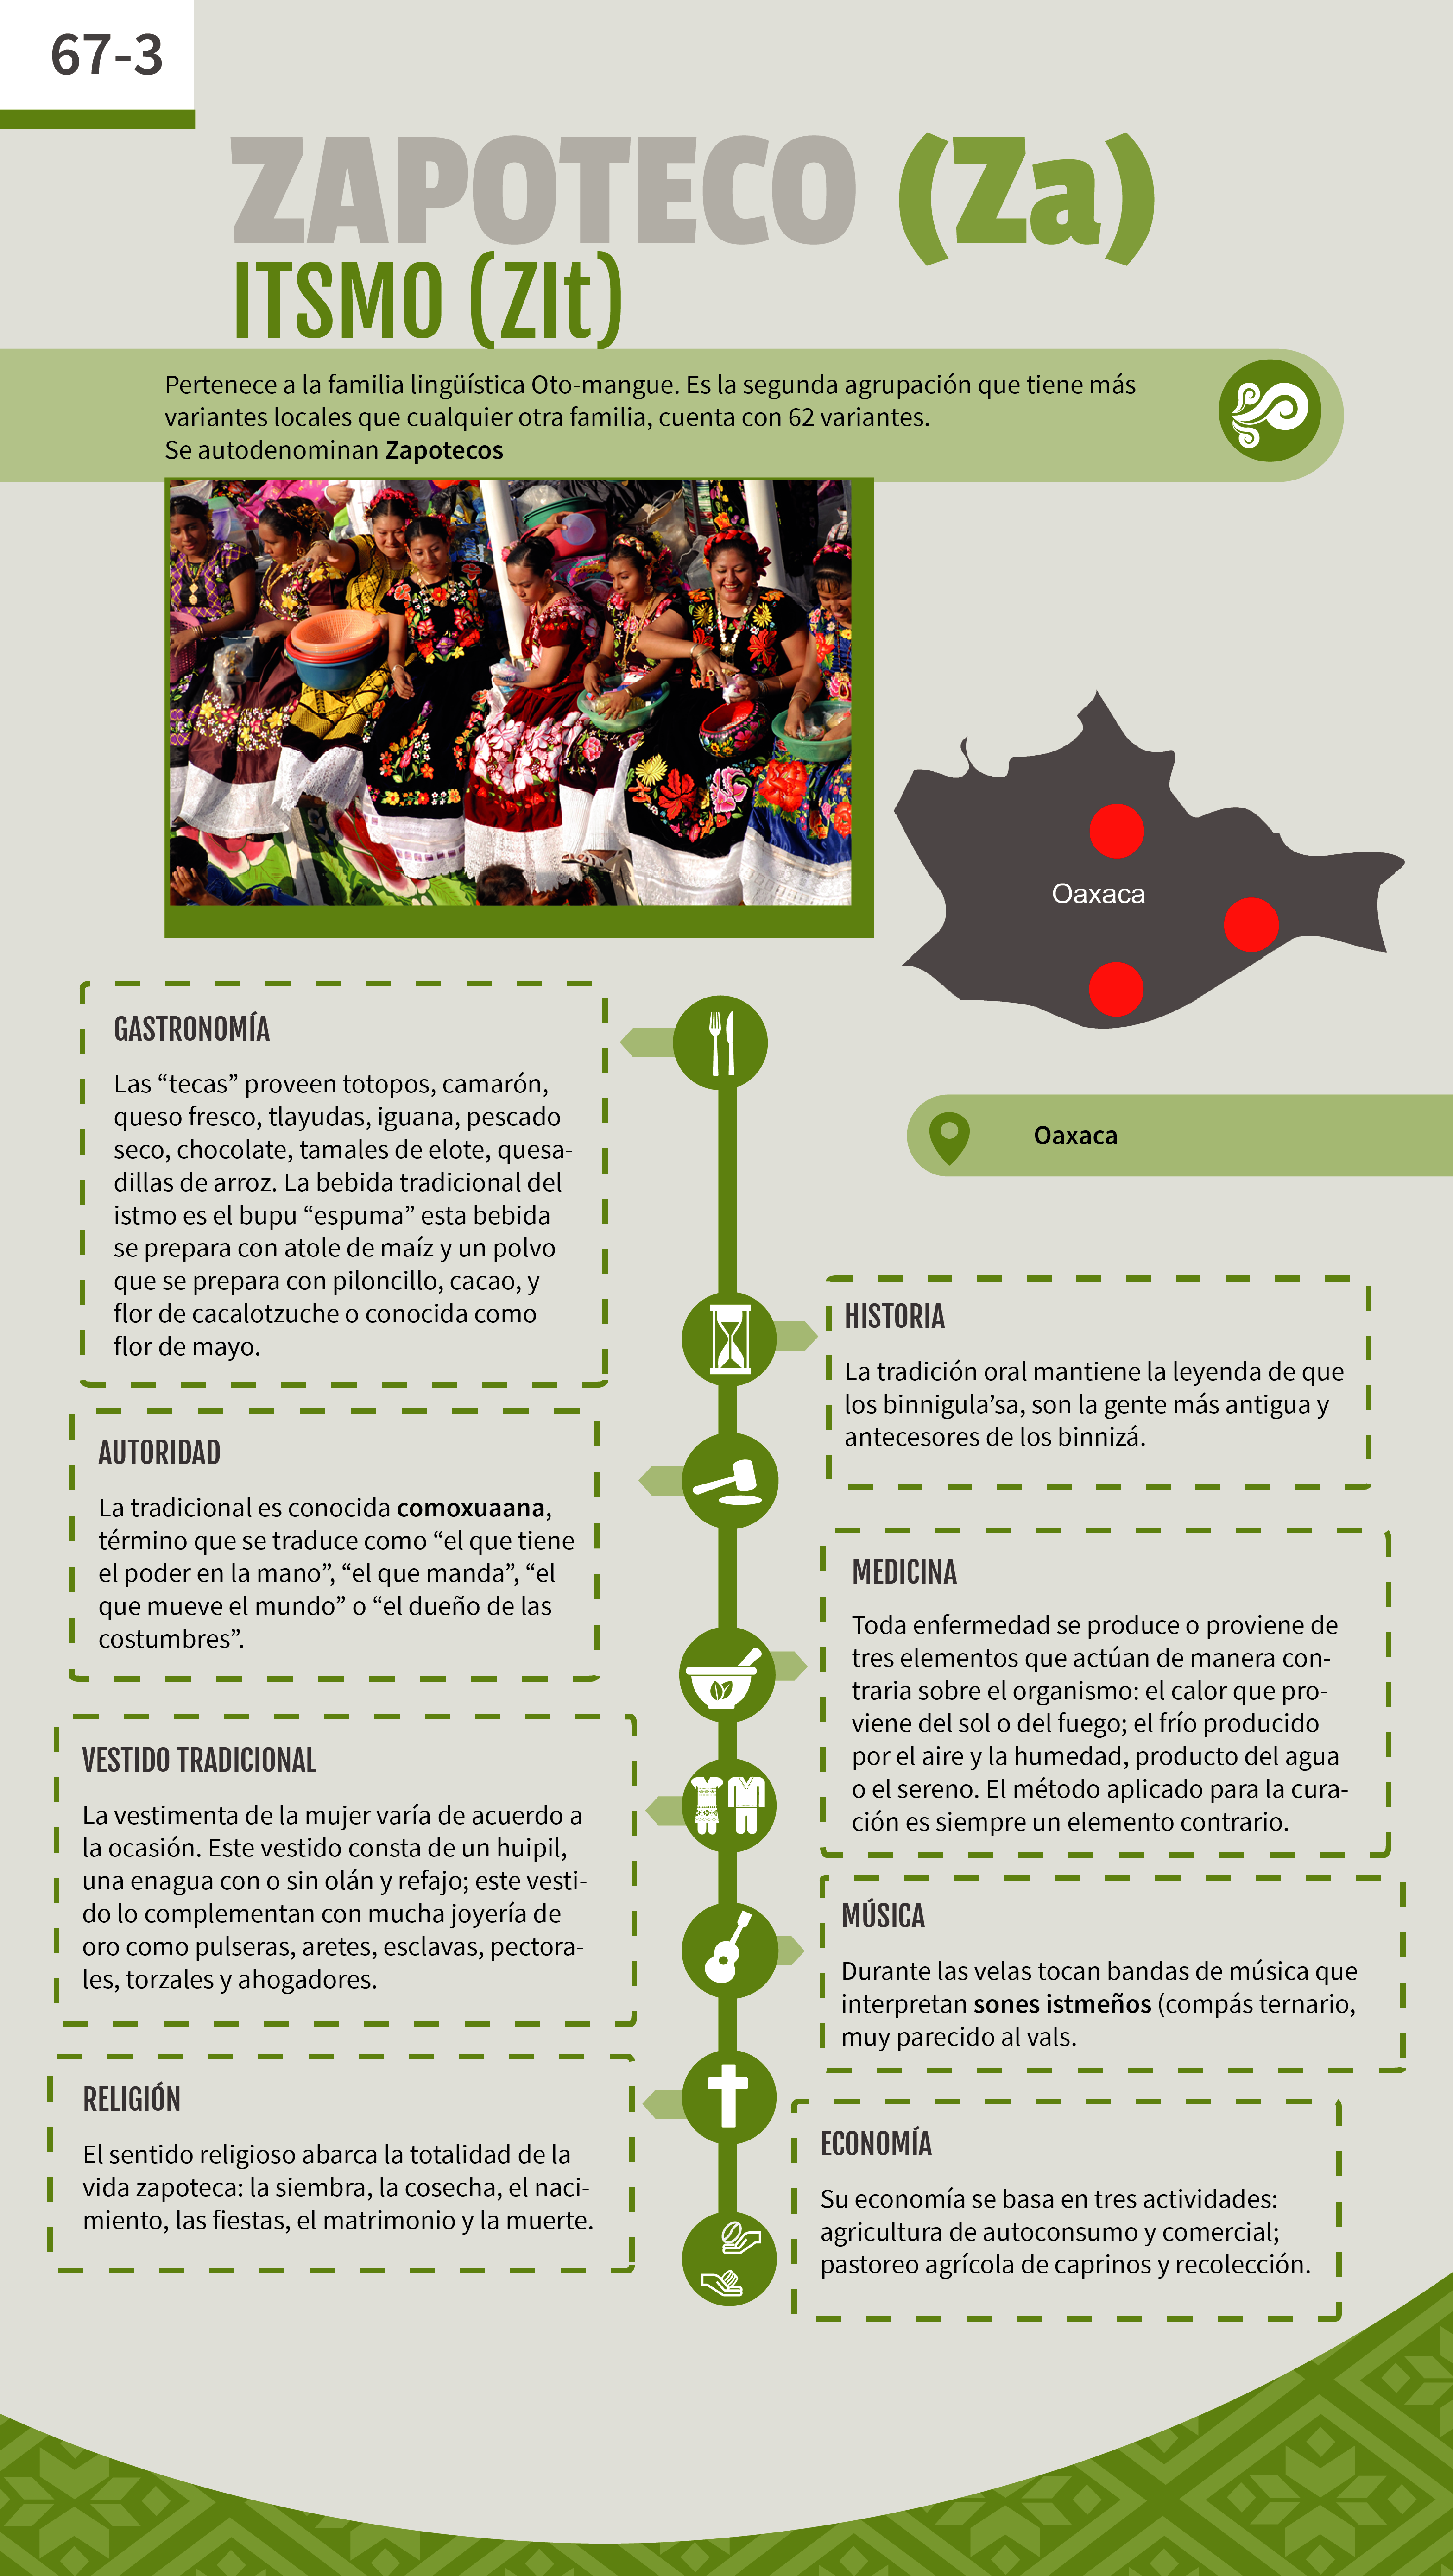 67-3
ZAPOTECO (Za)
ITSMO (ZIt)
Pertenece a la familia lingüística Oto-mangue. Es la segunda agrupación que tiene más
variantes locales que cualquier otra familia, cuenta con 62 variantes.
Se autodenominan Zapotecos
Oaxaca
Oaxaca
GASTRONOMÍA
Las “tecas” proveen totopos, camarón,
queso fresco, tlayudas, iguana, pescado
seco, chocolate, tamales de elote, quesa-
dillas de arroz. La bebida tradicional del
istmo es el bupu “espuma” esta bebida
se prepara con atole de maíz y un polvo
que se prepara con piloncillo, cacao, y
flor de cacalotzuche o conocida como
flor de mayo.
HISTORIA
La tradición oral mantiene la leyenda de que
los binnigula’sa, son la gente más antigua y
antecesores de los binnizá.
AUTORIDAD
La tradicional es conocida comoxuaana,
término que se traduce como “el que tiene
el poder en la mano”, “el que manda”, “el
que mueve el mundo” o “el dueño de las
costumbres”.
MEDICINA
Toda enfermedad se produce o proviene de
tres elementos que actúan de manera con-
traria sobre el organismo: el calor que pro-
viene del sol o del fuego; el frío producido
por el aire y la humedad, producto del agua
o el sereno. El método aplicado para la cura-
ción es siempre un elemento contrario.
VESTIDO TRADICIONAL
La vestimenta de la mujer varía de acuerdo a
la ocasión. Este vestido consta de un huipil,
una enagua con o sin olán y refajo; este vesti-
do lo complementan con mucha joyería de
oro como pulseras, aretes, esclavas, pectora-
les, torzales y ahogadores.
MÚSICA
Durante las velas tocan bandas de música que
interpretan sones istmeños (compás ternario,
muy parecido al vals.
RELIGIÓN
El sentido religioso abarca la totalidad de la
vida zapoteca: la siembra, la cosecha, el naci-
miento, las fiestas, el matrimonio y la muerte.
ECONOMÍA
Su economía se basa en tres actividades:
agricultura de autoconsumo y comercial;
pastoreo agrícola de caprinos y recolección.